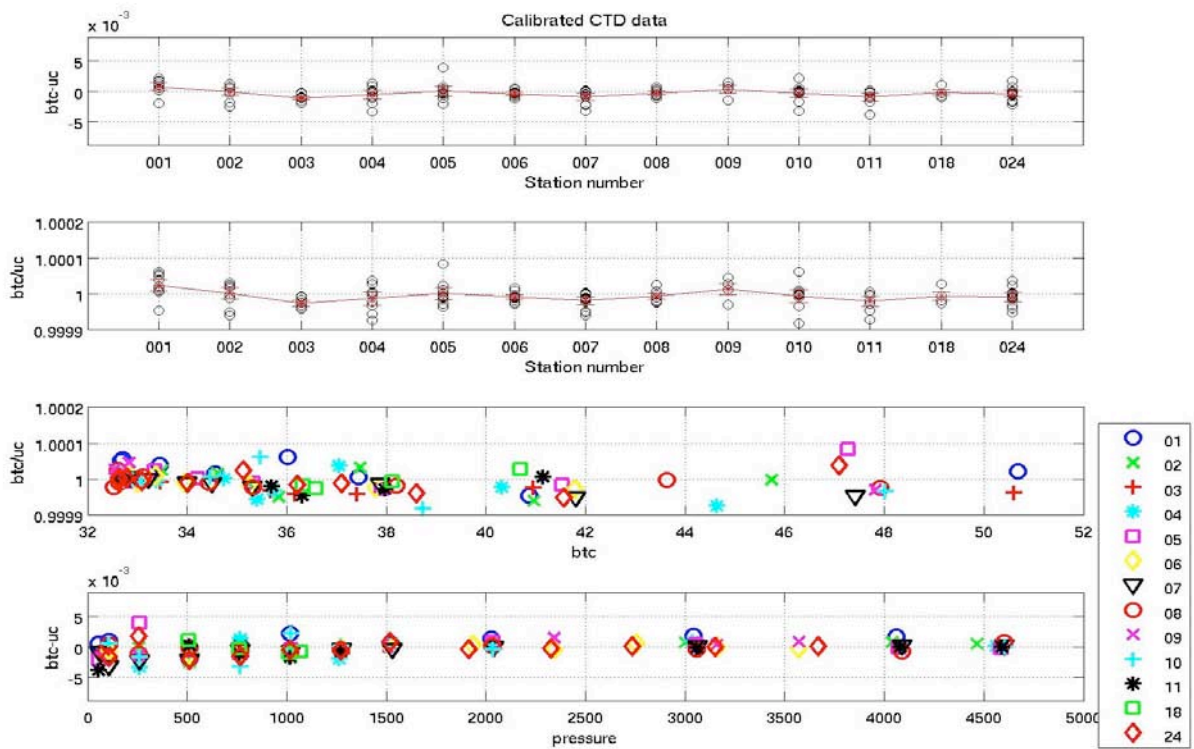 Calibrated CTD data
x 10-3
5
0
-5
btc-uc
001 002 003 004 005 006 007 008 009 010 011 018 024
Station number
1.0002
1.0001
1
0.9999
btc/uc
001 002 003 004 005 006 007 008 009 010 011 018 024
Station number
1.0002
1.0001
1
0.9999
btc/uc
32 34 36 38 40 42 44 46 48 50 52
btc
x 10-3
5
0
-5
btc-uc
0 500 1000 1500 2000 2500 3000 3500 4000 4500 5000
pressure
01
02
03
04
05
06
07
08
09
10
11
18
24